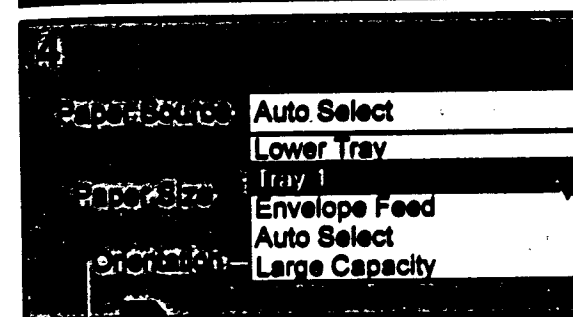 4
Paper Source: Auto Select
Lower Tray
Tray 1
Paper Size
Envelope Feed
Auto Select
Orientation
Large Capacity